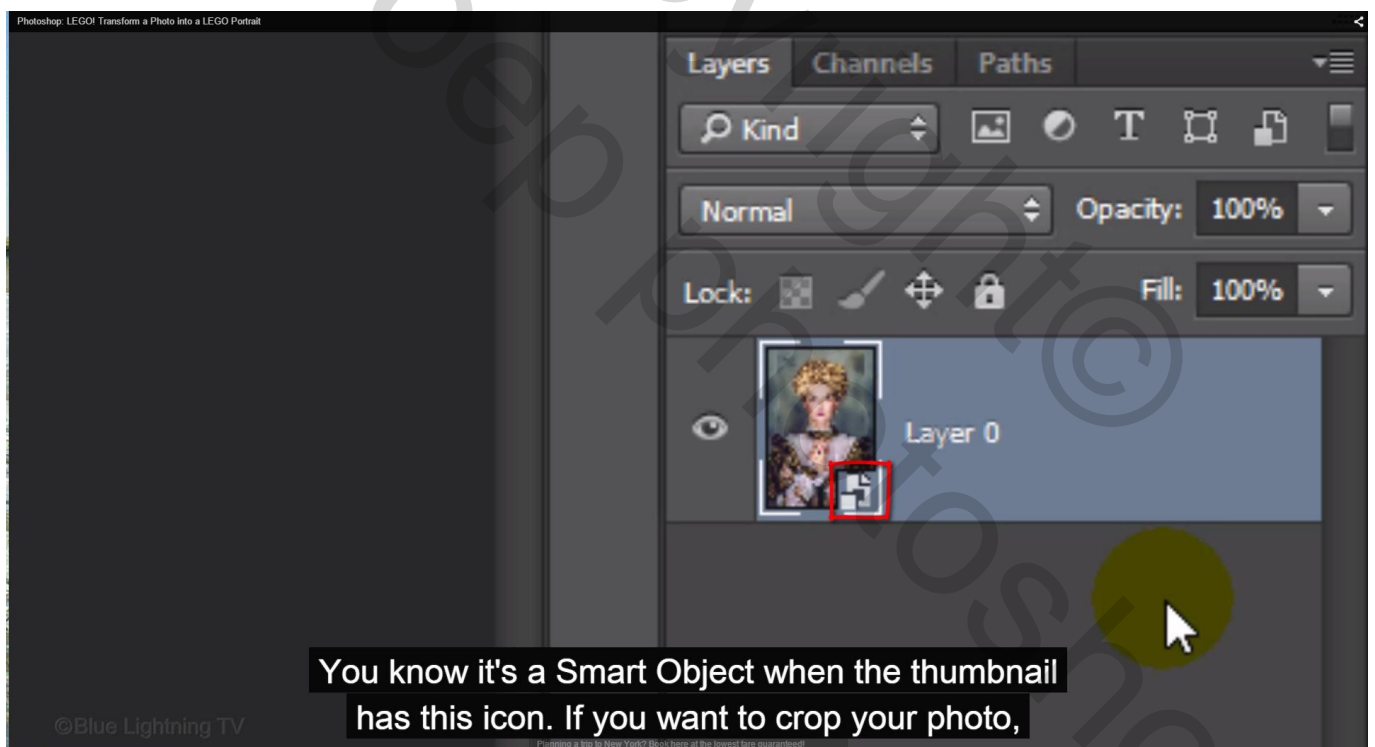 Photoshop: LEGO! Transform a Photo into a LEGO Portrait
Layers Channels Paths
Kind T
Normal Opacity: 100%
Lock: Fill: 100%
Layer 0
You know it's a Smart Object when the thumbnail
has this icon. If you want to crop your photo,
©Blue Lightning TV
Planning a trip to New York? Book here at the lowest fare guaranteed!